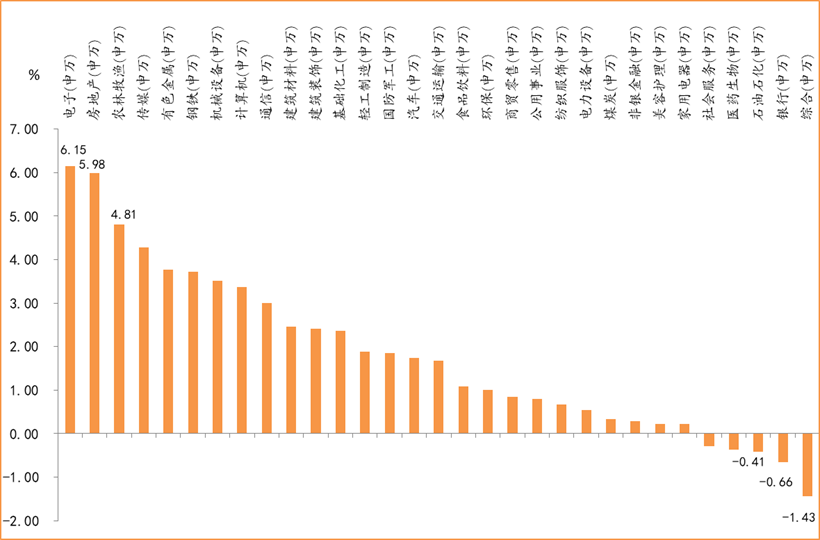 %
电子(申万)
房地产(申万)
农林牧渔(申万)
传媒(申万)
有色金属(申万)
钢铁(申万)
机械设备(申万)
计算机(申万)
通信(申万)
建筑材料(申万)
建筑装饰(申万)
基础化工(申万)
轻工制造(申万)
国防军工(申万)
汽车(申万)
交通运输(申万)
食品饮料(申万)
环保(申万)
商贸零售(申万)
公用事业(申万)
纺织服饰(申万)
电力设备(申万)
煤炭(申万)
非银金融(申万)
美容护理(申万)
家用电器(申万)
社会服务(申万)
医药生物(申万)
石油石化(申万)
银行(申万)
综合(申万)
7.00
6.00
5.00
4.00
3.00
2.00
1.00
0.00
-1.00
-2.00
6.15
5.98
4.81
-0.41
-0.66
-1.43